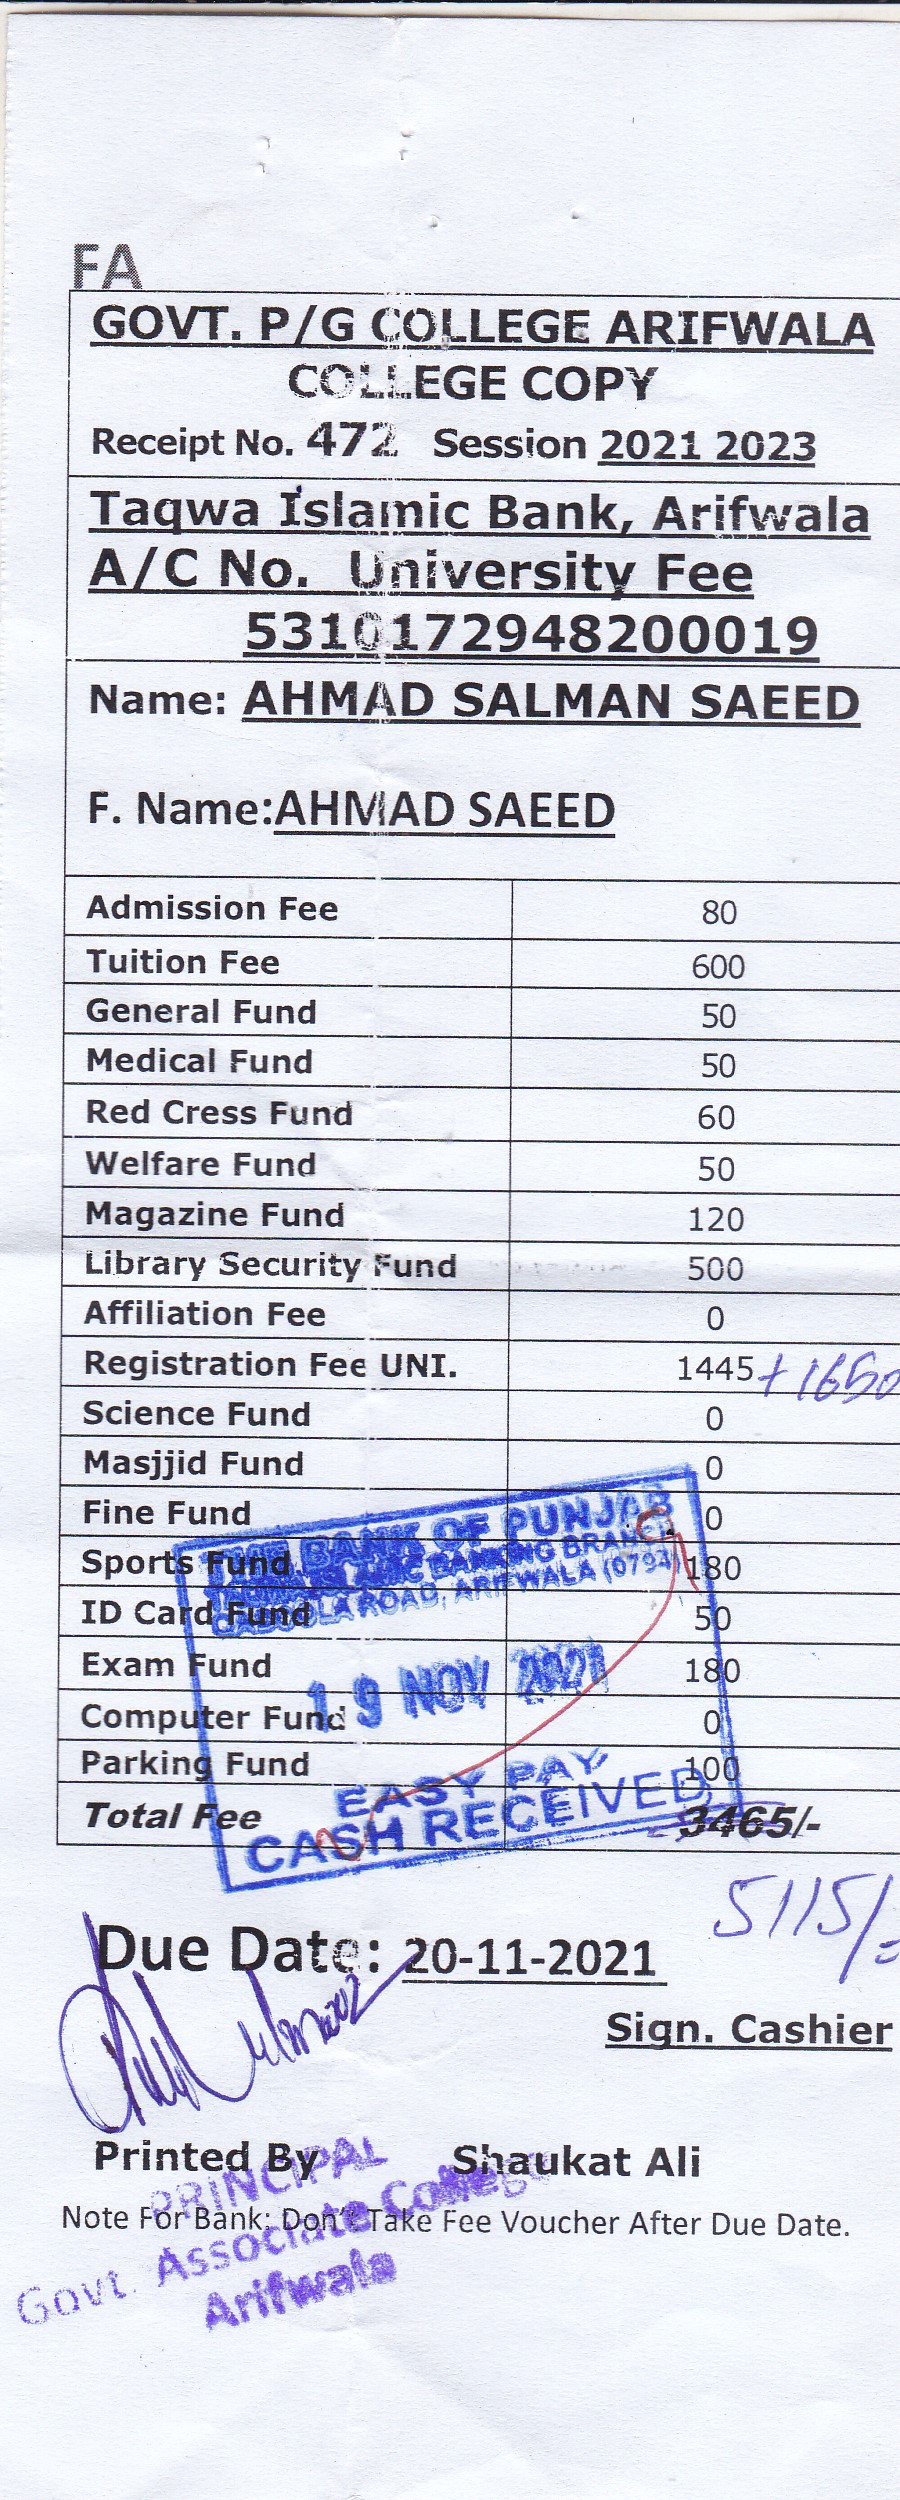 FA
GOVT. P/G COLLEGE ARIFWALA
COLLEGE COPY
Receipt No. 472 Session 2021 2023
Taqwa Islamic Bank, Arifwala
A/C No. University Fee
5310172948200019
Name: AHMAD SALMAN SAEED
F. Name:AHMAD SAEED
Admission Fee 80
Tuition Fee 600
General Fund 50
Medical Fund 50
Red Cress Fund 60
Welfare Fund 50
Magazine Fund 120
Library Security Fund 500
Affiliation Fee 0
Registration Fee UNI. 1445 +1650
Science Fund 0
Masjjid Fund 0
Fine Fund 0
THE BANK OF PUNJAB
BANKING BRANCH
Sports Fund 180
ROAD, ARIFWALA (0794)
ID Card Fund 50
Exam Fund 180
19 NOV 2021
Computer Fund 0
Parking Fund 100
EASY PAY
CASH RECEIVED
Total Fee 3465/-
5115/=
Due Date: 20-11-2021
Sign. Cashier
Printed By Shaukat Ali
PRINCIPAL
Note For Bank: Don't Take Fee Voucher After Due Date.
Govt. Associate College
Arifwala